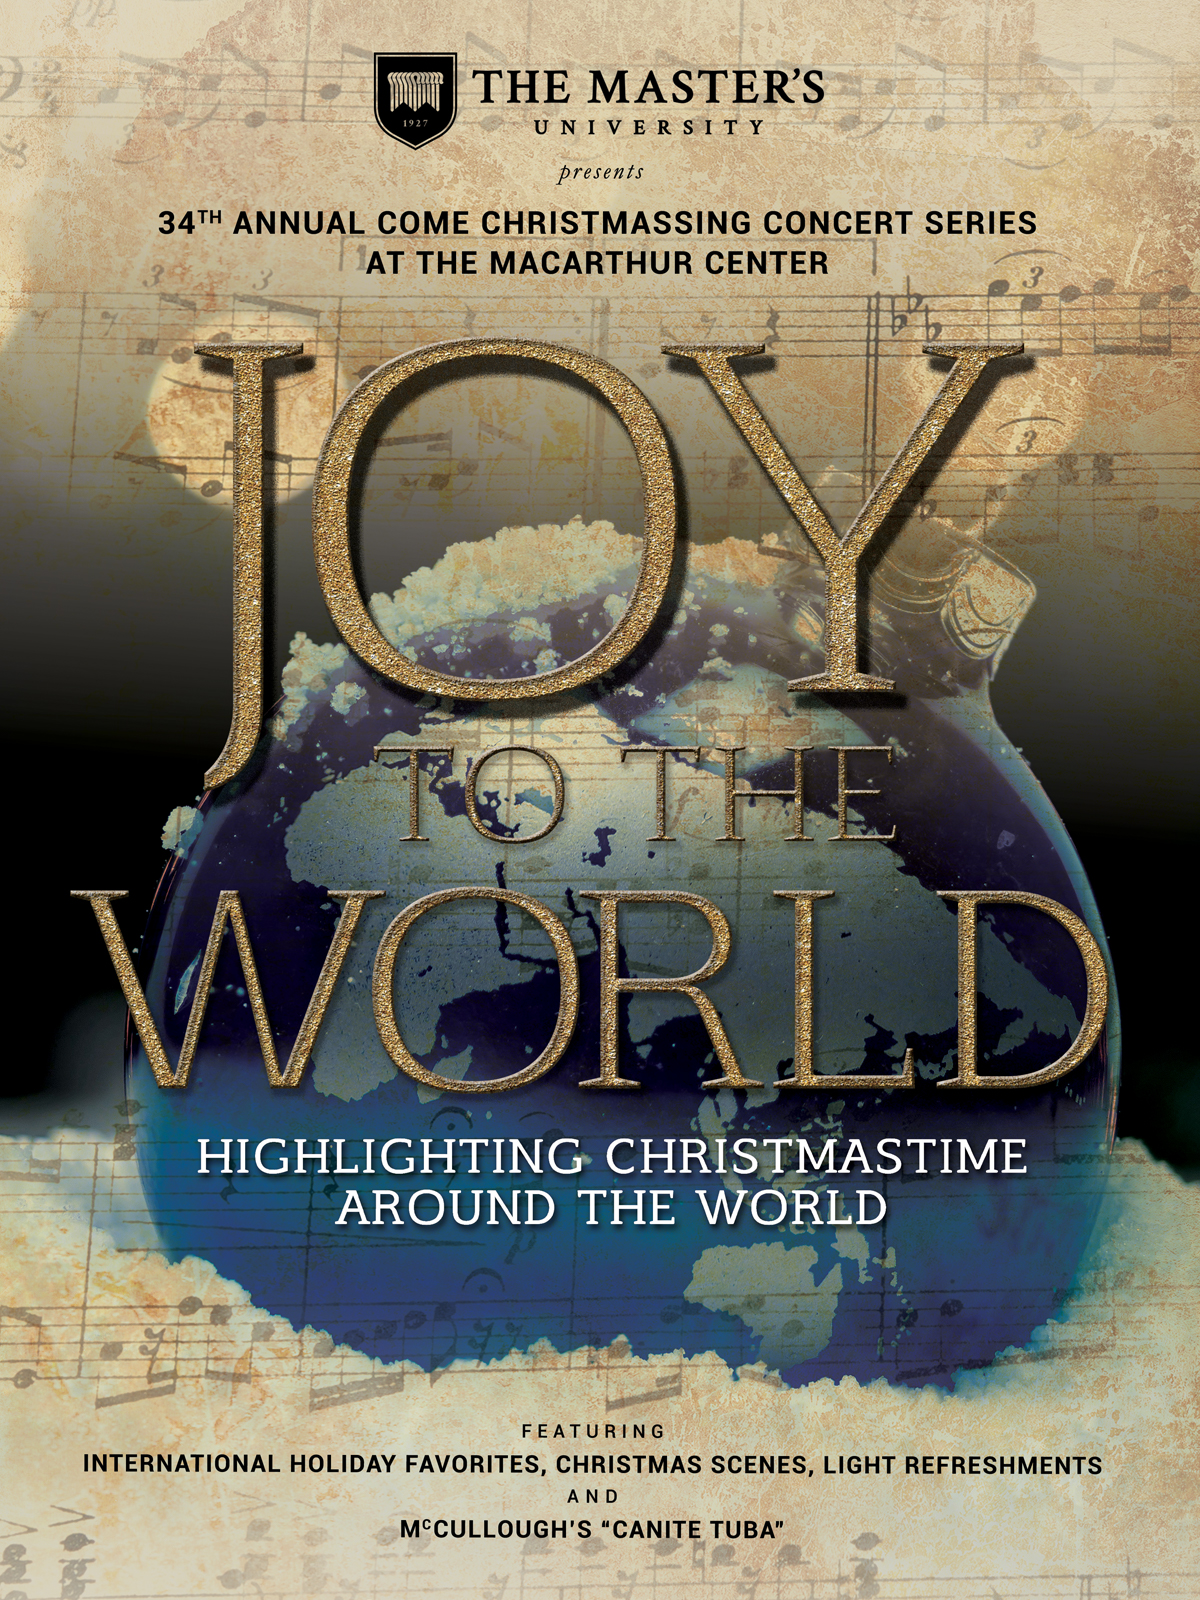 THE MASTER'S
UNIVERSITY
1927
presents
34TH ANNUAL COME CHRISTMASSING CONCERT SERIES
AT THE MACARTHUR CENTER
JOY
TO THE
WORLD
HIGHLIGHTING CHRISTMASTIME
AROUND THE WORLD
FEATURING
INTERNATIONAL HOLIDAY FAVORITES, CHRISTMAS SCENES, LIGHT REFRESHMENTS
AND
McCULLOUGH'S “CANITE TUBA”